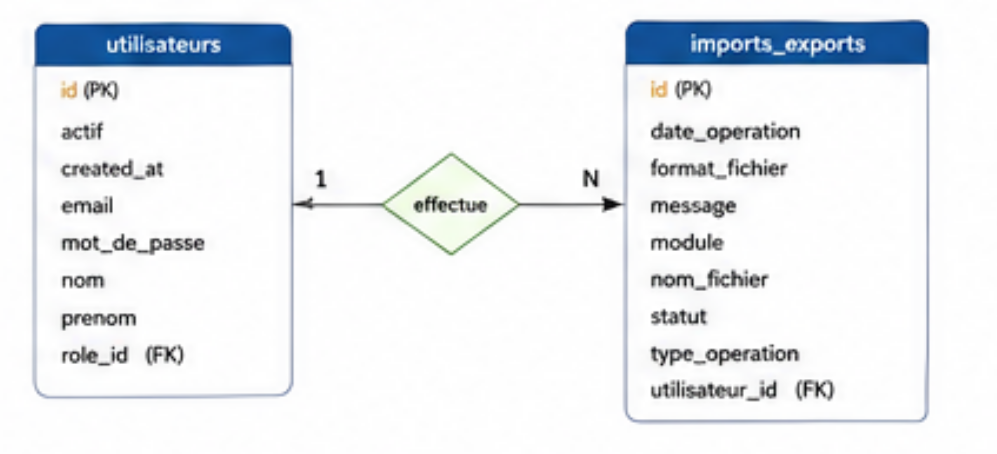 utilisateurs
id (PK)
actif
created_at
email
mot_de_passe
nom
prenom
role_id (FK)
1
effectue
N
imports_exports
id (PK)
date_operation
format_fichier
message
module
nom_fichier
statut
type_operation
utilisateur_id (FK)